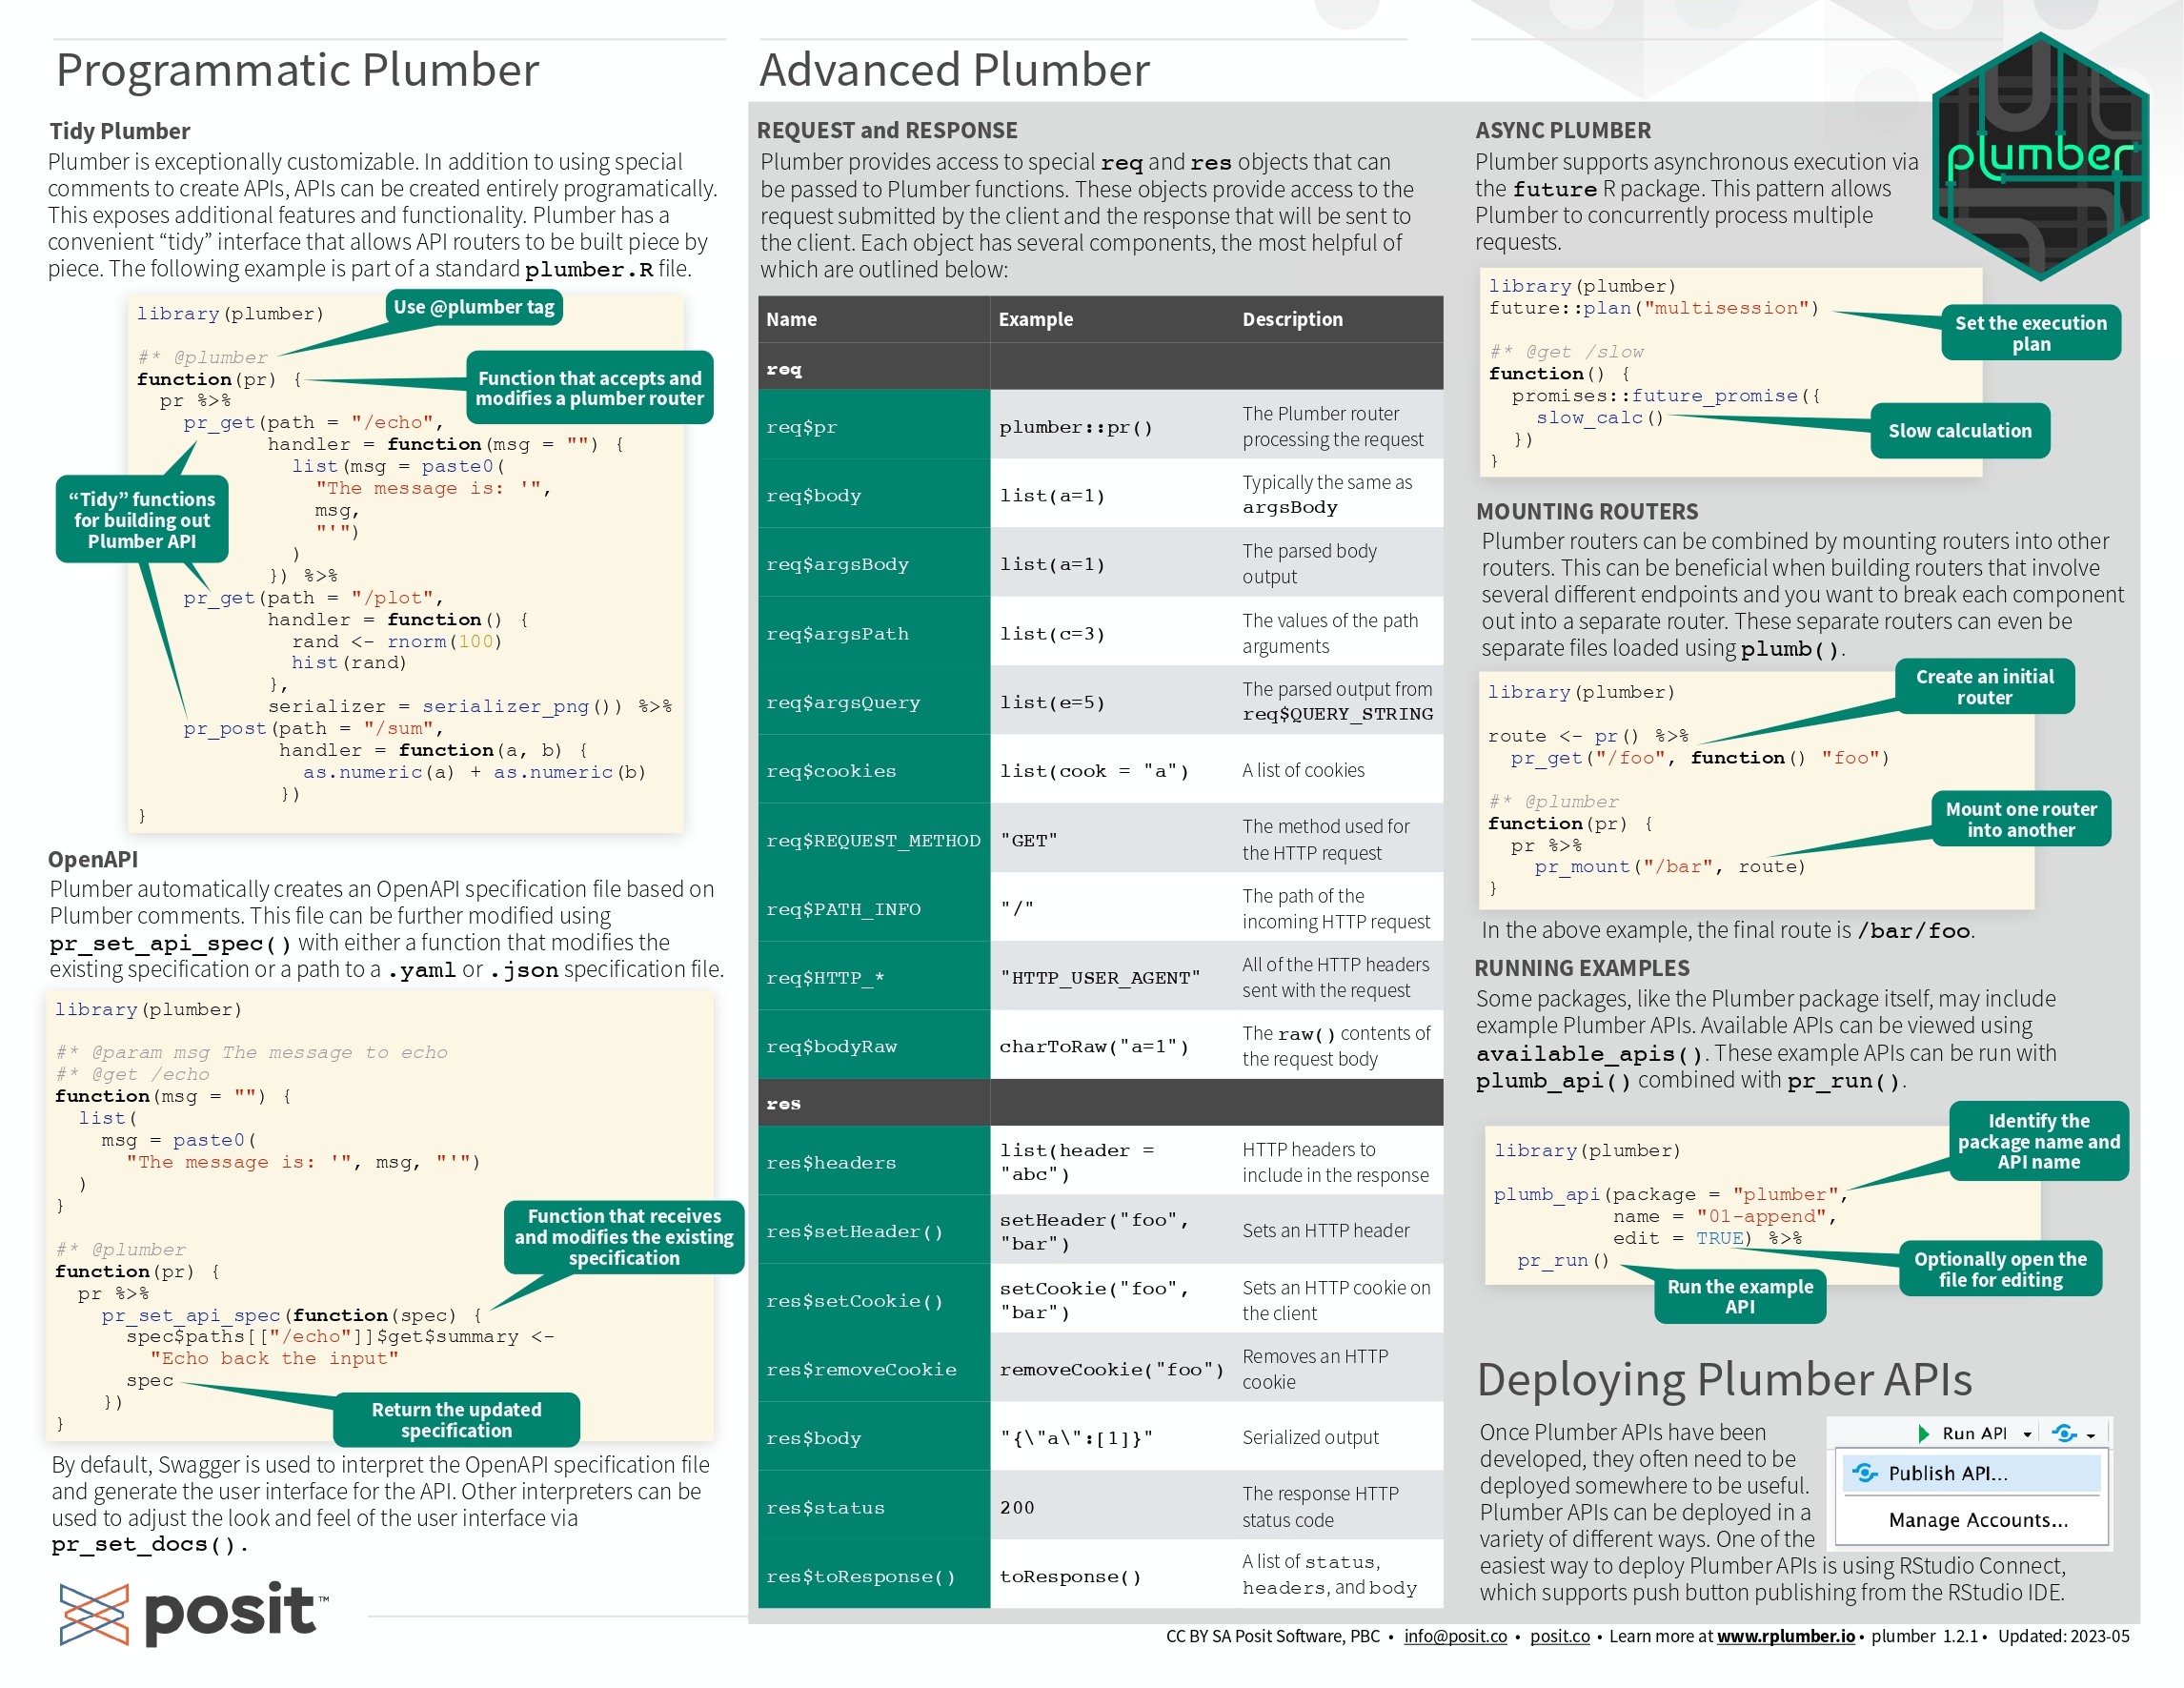 Programmatic Plumber
Tidy Plumber
Plumber is exceptionally customizable. In addition to using special
comments to create APIs, APIs can be created entirely programatically.
This exposes additional features and functionality. Plumber has a
convenient “tidy” interface that allows API routers to be built piece by
piece. The following example is part of a standard plumber.R file.
library(plumber)
Use @plumber tag
#* @plumber
function(pr) {
Function that accepts and
modifies a plumber router
  pr %>%
    pr_get(path = "/echo",
           handler = function(msg = "") {
             list(msg = paste0(
               "The message is: '",
               msg,
               "'")
             )
           }) %>%
“Tidy” functions
for building out
Plumber API
    pr_get(path = "/plot",
           handler = function() {
             rand <- rnorm(100)
             hist(rand)
           },
           serializer = serializer_png()) %>%
    pr_post(path = "/sum",
            handler = function(a, b) {
              as.numeric(a) + as.numeric(b)
            })
}
OpenAPI
Plumber automatically creates an OpenAPI specification file based on
Plumber comments. This file can be further modified using
pr_set_api_spec() with either a function that modifies the
existing specification or a path to a .yaml or .json specification file.
library(plumber)
#* @param msg The message to echo
#* @get /echo
function(msg = "") {
  list(
    msg = paste0(
      "The message is: '", msg, "'")
  )
}
Function that receives
and modifies the existing
specification
#* @plumber
function(pr) {
  pr %>%
    pr_set_api_spec(function(spec) {
      spec$paths[["/echo"]]$get$summary <-
        "Echo back the input"
      spec
    })
}
Return the updated
specification
By default, Swagger is used to interpret the OpenAPI specification file
and generate the user interface for the API. Other interpreters can be
used to adjust the look and feel of the user interface via
pr_set_docs().
posit™
Advanced Plumber
REQUEST and RESPONSE
Plumber provides access to special req and res objects that can
be passed to Plumber functions. These objects provide access to the
request submitted by the client and the response that will be sent to
the client. Each object has several components, the most helpful of
which are outlined below:
Name Example Description
req
req$pr plumber::pr() The Plumber router
processing the request
req$body list(a=1) Typically the same as
argsBody
req$argsBody list(a=1) The parsed body
output
req$argsPath list(c=3) The values of the path
arguments
req$argsQuery list(e=5) The parsed output from
req$QUERY_STRING
req$cookies list(cook = "a") A list of cookies
req$REQUEST_METHOD "GET" The method used for
the HTTP request
req$PATH_INFO "/" The path of the
incoming HTTP request
req$HTTP_* "HTTP_USER_AGENT" All of the HTTP headers
sent with the request
req$bodyRaw charToRaw("a=1") The raw() contents of
the request body
res
res$headers list(header =
"abc") HTTP headers to
include in the response
res$setHeader() setHeader("foo",
"bar") Sets an HTTP header
res$setCookie() setCookie("foo",
"bar") Sets an HTTP cookie on
the client
res$removeCookie removeCookie("foo") Removes an HTTP
cookie
res$body "{\"a\":[1]}" Serialized output
res$status 200 The response HTTP
status code
res$toResponse() toResponse() A list of status,
headers, and body
plumber
ASYNC PLUMBER
Plumber supports asynchronous execution via
the future R package. This pattern allows
Plumber to concurrently process multiple
requests.
library(plumber)
future::plan("multisession")
Set the execution
plan
#* @get /slow
function() {
  promises::future_promise({
    slow_calc()
  })
}
Slow calculation
MOUNTING ROUTERS
Plumber routers can be combined by mounting routers into other
routers. This can be beneficial when building routers that involve
several different endpoints and you want to break each component
out into a separate router. These separate routers can even be
separate files loaded using plumb().
library(plumber)
Create an initial
router
route <- pr() %>%
  pr_get("/foo", function() "foo")
#* @plumber
function(pr) {
  pr %>%
    pr_mount("/bar", route)
}
Mount one router
into another
In the above example, the final route is /bar/foo.
RUNNING EXAMPLES
Some packages, like the Plumber package itself, may include
example Plumber APIs. Available APIs can be viewed using
available_apis(). These example APIs can be run with
plumb_api() combined with pr_run().
Identify the
package name and
API name
library(plumber)
plumb_api(package = "plumber",
          name = "01-append",
          edit = TRUE) %>%
  pr_run()
Optionally open the
file for editing
Run the example
API
Deploying Plumber APIs
Once Plumber APIs have been
developed, they often need to be
deployed somewhere to be useful.
Plumber APIs can be deployed in a
variety of different ways. One of the
easiest way to deploy Plumber APIs is using RStudio Connect,
which supports push button publishing from the RStudio IDE.
Run API
Publish API...
Manage Accounts...
CC BY SA Posit Software, PBC • info@posit.co • posit.co • Learn more at www.rplumber.io • plumber 1.2.1 • Updated: 2023-05